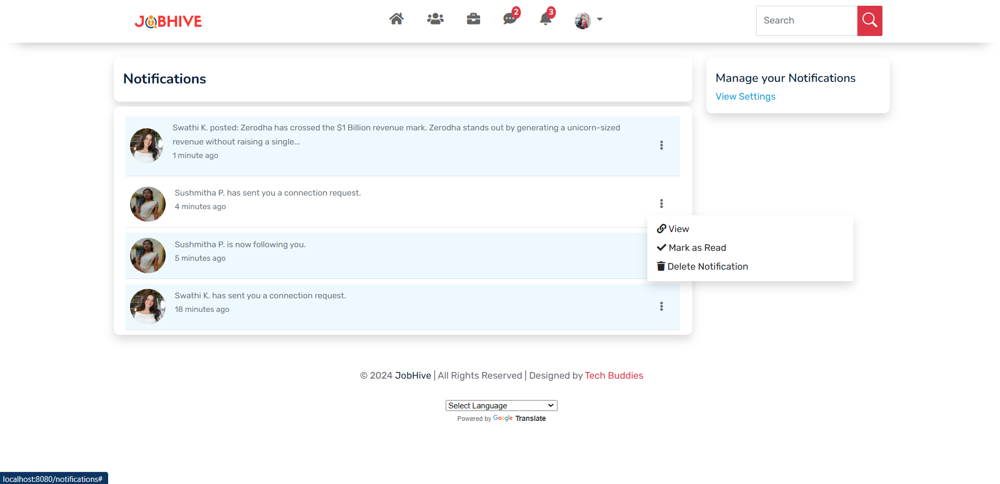 JOBHIVE
2
3
Search
Notifications
Manage your Notifications
View Settings
Swathi K. posted: Zerodha has crossed the $1 Billion revenue mark. Zerodha stands out by generating a unicorn-sized
revenue without raising a single...
1 minute ago
Sushmitha P. has sent you a connection request.
4 minutes ago
View
Mark as Read
Delete Notification
Sushmitha P. is now following you.
5 minutes ago
Swathi K. has sent you a connection request.
18 minutes ago
© 2024 JobHive | All Rights Reserved | Designed by Tech Buddies
Select Language
Powered by Google Translate
localhost:8080/notifications#